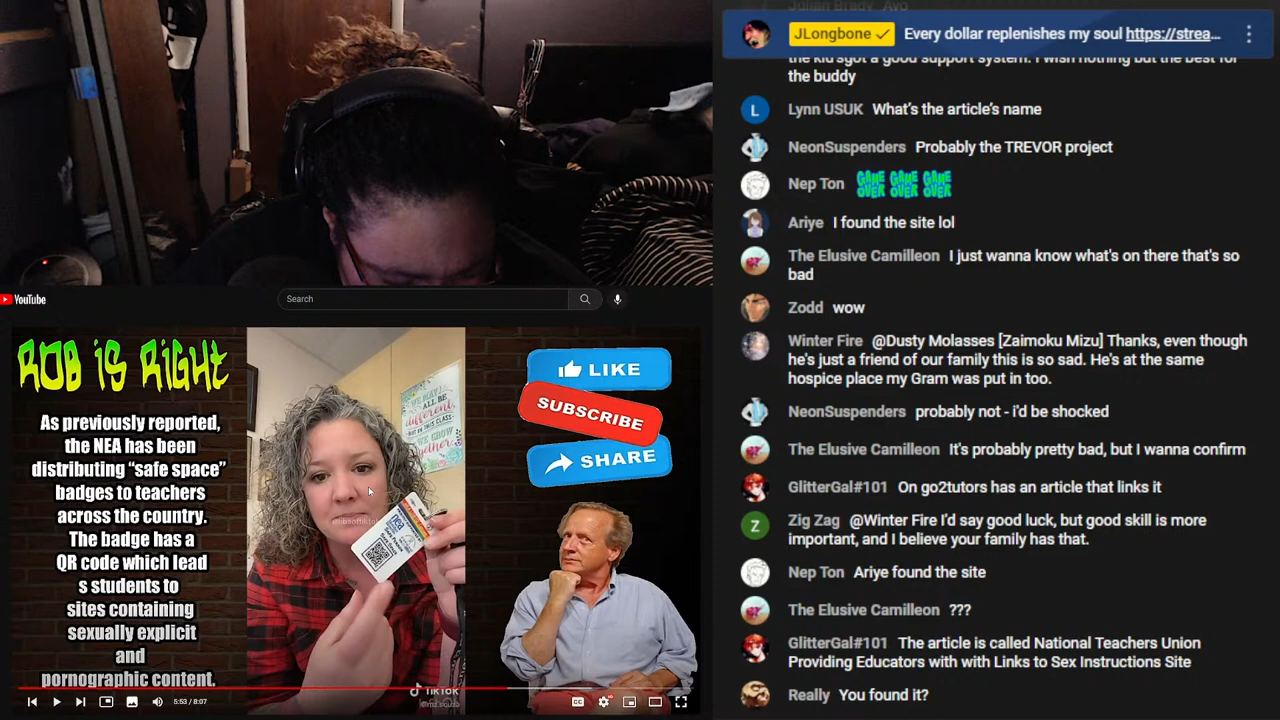 Julian Brady Avo
JLongbone Every dollar replenishes my soul https://strea...
the kid'sgot a good support system. I wish nothing but the best for
the buddy
Lynn USUK What's the article's name
NeonSuspenders Probably the TREVOR project
Nep Ton GAME OVER GAME OVER GAME OVER
Ariye I found the site lol
The Elusive Camilleon I just wanna know what's on there that's so
bad
Zodd wow
Winter Fire @Dusty Molasses [Zaimoku Mizu] Thanks, even though
he's just a friend of our family this is so sad. He's at the same
hospice place my Gram was put in too.
NeonSuspenders probably not - i'd be shocked
The Elusive Camilleon It's probably pretty bad, but I wanna confirm
GlitterGal#101 On go2tutors has an article that links it
Zig Zag @Winter Fire I'd say good luck, but good skill is more
important, and I believe your family has that.
Nep Ton Ariye found the site
The Elusive Camilleon ???
GlitterGal#101 The article is called National Teachers Union
Providing Educators with with Links to Sex Instructions Site
Really You found it?
YouTube
Search
ROB iS RiGHT
As previously reported,
the NEA has been
distributing “safe space”
badges to teachers
across the country.
The badge has a
QR code which lead
s students to
sites containing
sexually explicit
and
pornographic content.
different
together
nea
@libsoftiktok
TikTok
LIKE
SUBSCRIBE
SHARE
5:53 / 8:07
CC
HD